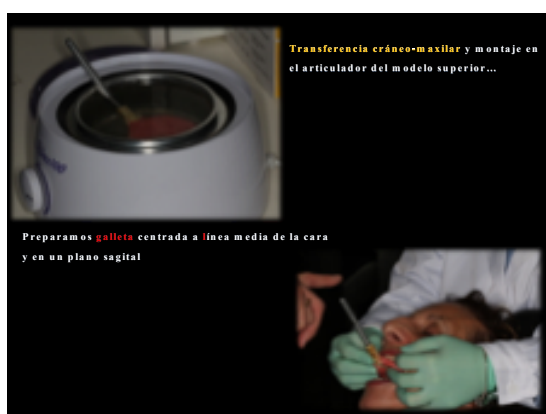 Transferencia cráneo-maxilar y montaje en
el articulador del modelo superior...
Preparamos galleta centrada a línea media de la cara
y en un plano sagital